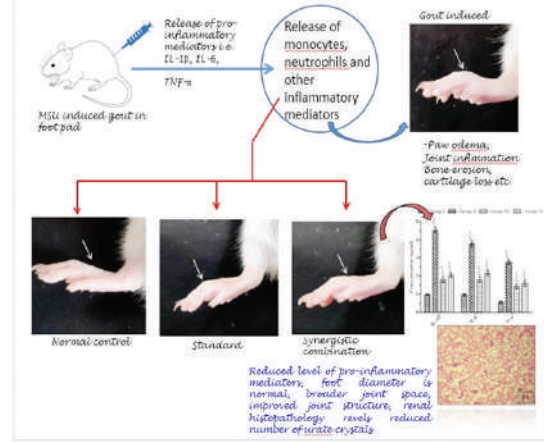 Release of pro-
inflammatory
mediators i.e.
IL-1β, IL-6,
TNF-α
MSU induced gout in
foot pad
Release of
monocytes,
neutrophils and
other
inflammatory
mediators
Gout induced
-Paw odema,
Joint inflammation
Bone erosion,
cartilage loss etc.
Normal control
Standard
Synergistic
combination
Reduced level of pro-inflammatory
mediators, foot diameter is
normal, broader joint space,
improved joint structure, renal
histopathology revels reduced
number of urate crystals